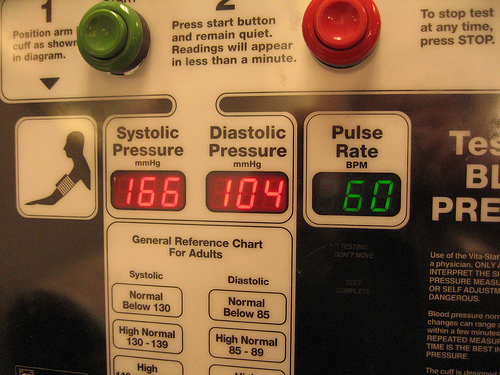 1
Position arm
cuff as shown
in diagram.
2
Press start button
and remain quiet.
Readings will appear
in less than a minute.
To stop test
at any time,
press STOP.
Systolic
Pressure
mmHg
166
Diastolic
Pressure
mmHg
104
Pulse
Rate
BPM
60
TESTING
DON'T MOVE
TEST
COMPLETE
General Reference Chart
For Adults
Systolic
Diastolic
Normal
Below 130
Normal
Below 85
High Normal
130 - 139
High Normal
85 - 89
High
Tes
BL
PRE
Use of the Vita-Stat
a physician. ONLY A
INTERPRET THE
PRESSURE MEASU
OR SELF ADJUSTM
DANGEROUS.
Blood pressure norm
changes can range
within a few minutes
REPEATED MEASUR
TIME IS THE BEST IN
PRESSURE.
The cuff is designed